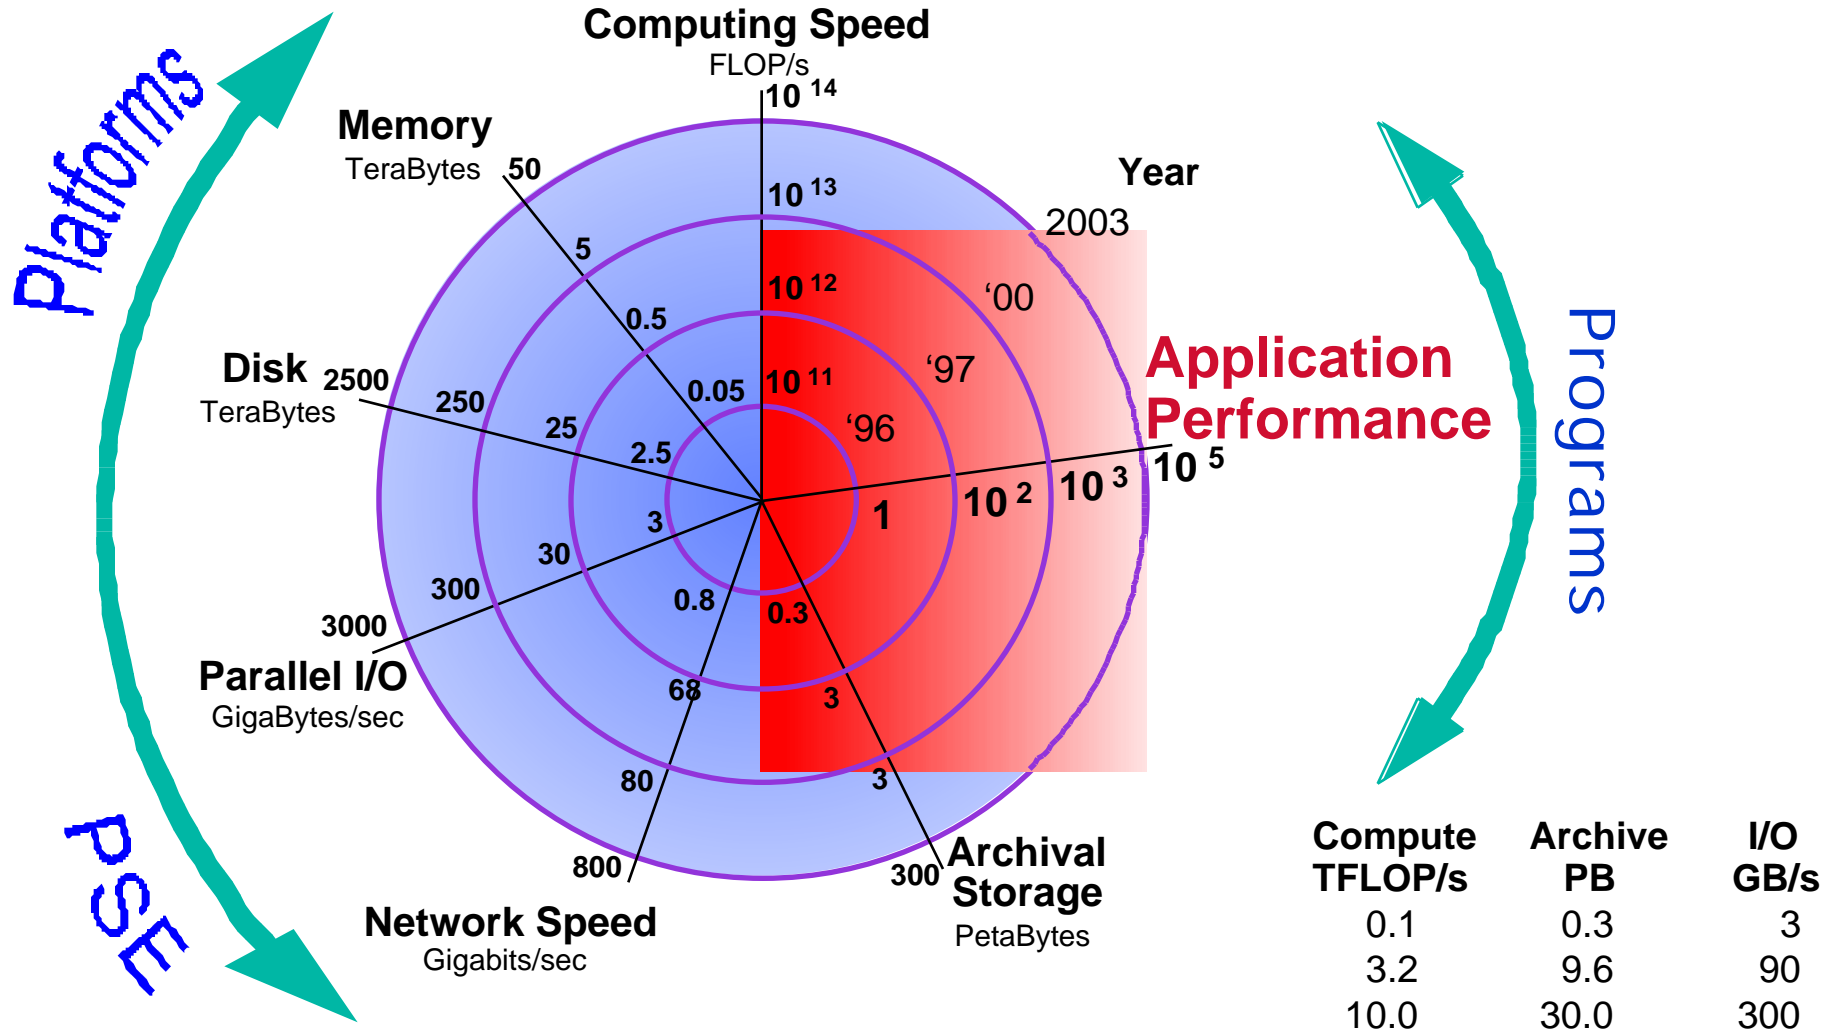 Computing Speed
FLOP/s
10 14
Platforms
Memory
TeraBytes
50
Year
10 13
2003
5
10 12
‘00
0.5
Programs
Application
Performance
Disk
TeraBytes
2500
250
25
2.5
0.05
10 11
‘97
‘96
1
10 2
10 3
10 5
3
30
300
3000
Parallel I/O
GigaBytes/sec
0.8
0.3
68
3
80
3
800
300
Archival
Storage
PetaBytes
Network Speed
Gigabits/sec
PSE
Compute Archive I/O
TFLOP/s PB GB/s
0.1 0.3 3
3.2 9.6 90
10.0 30.0 300